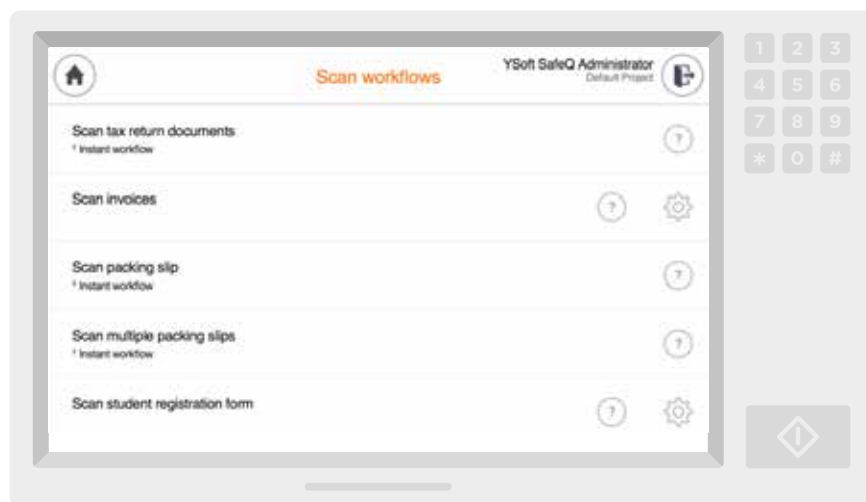 Scan workflows
YSoft SafeQ Administrator
Default Project
Scan tax return documents
* Instant workflow
?
Scan invoices
?
Scan packing slip
* Instant workflow
?
Scan multiple packing slips
* Instant workflow
?
Scan student registration form
?
1 2 3
4 5 6
7 8 9
* 0 #